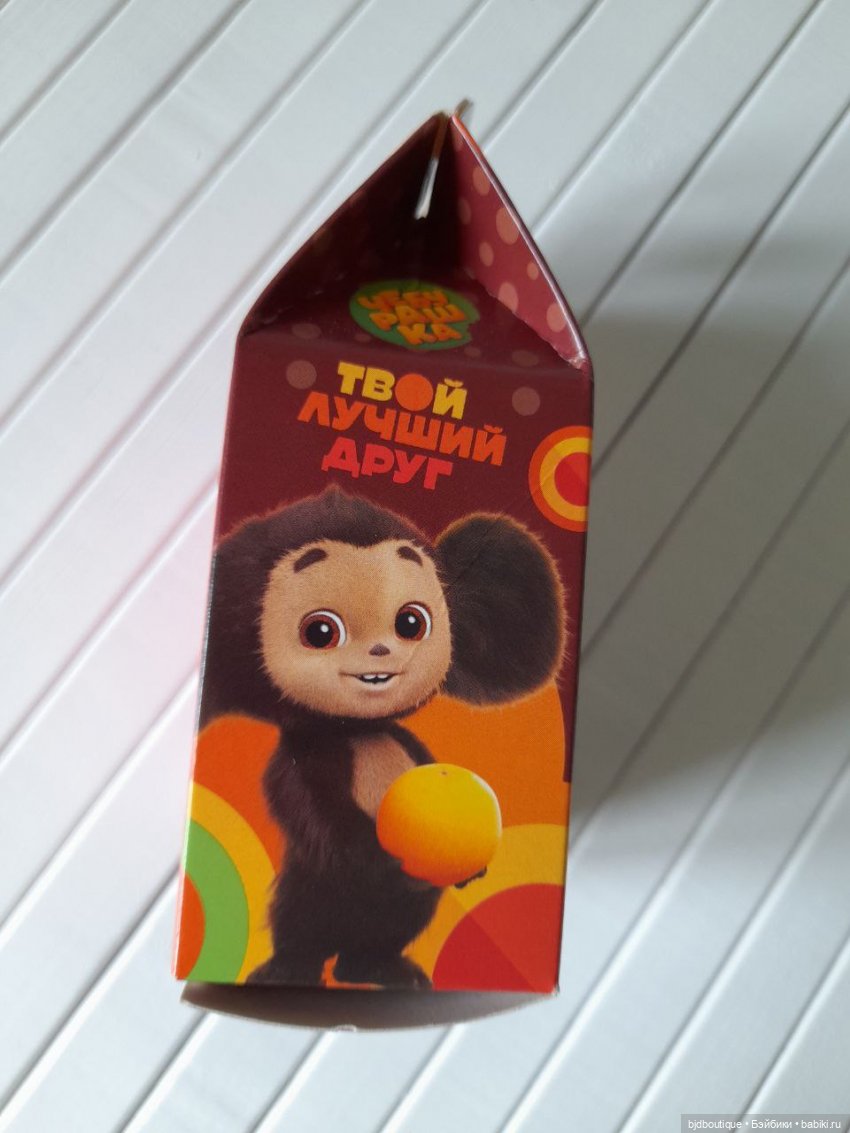 ЧЕБУ
РАШ
КА
ТВОЙ
ЛУЧШИЙ
ДРУГ
bjdboutique • Бэйбики • babiki.ru